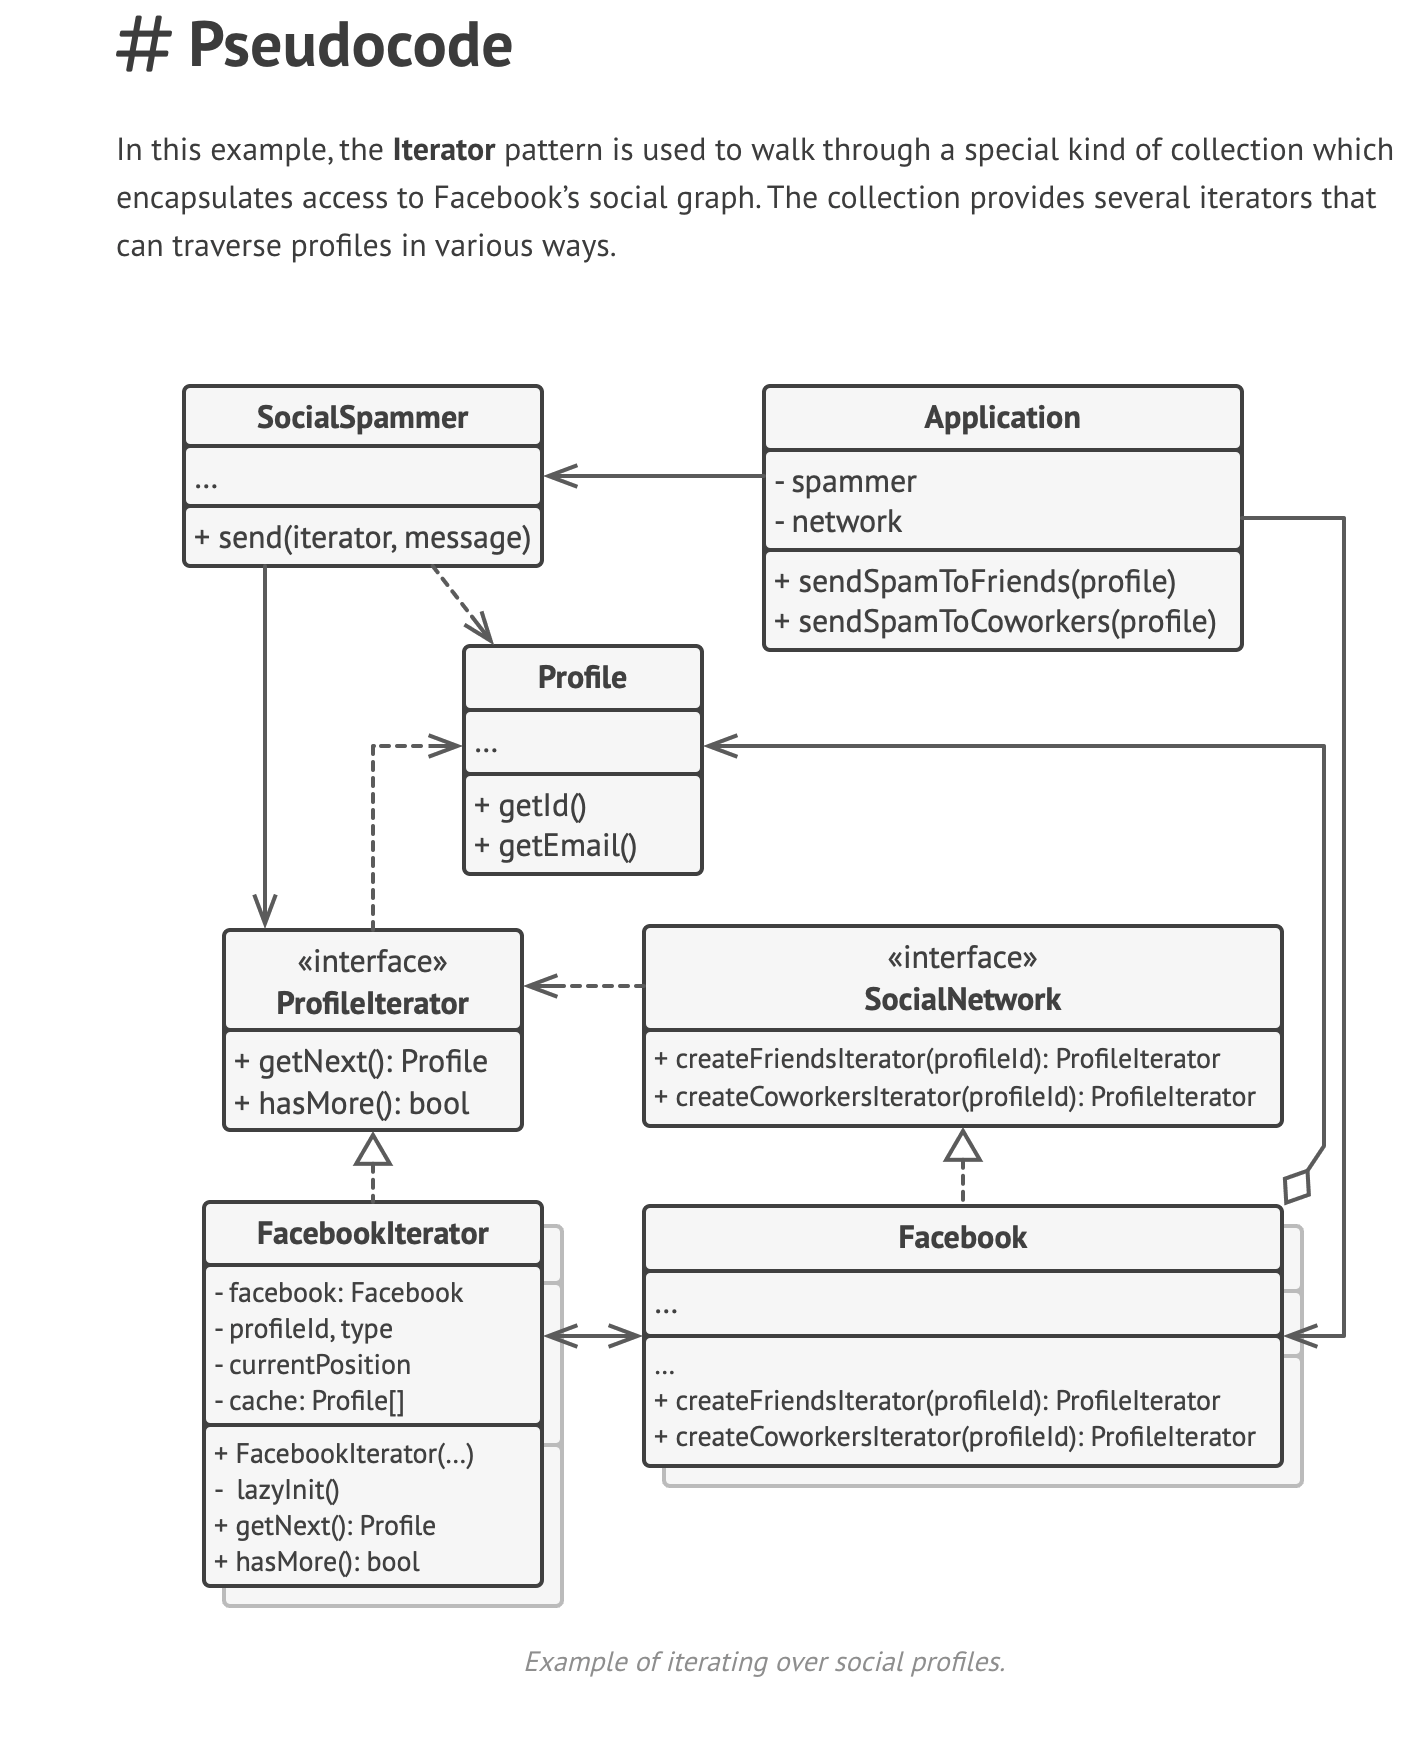 # Pseudocode
In this example, the Iterator pattern is used to walk through a special kind of collection which
encapsulates access to Facebook’s social graph. The collection provides several iterators that
can traverse profiles in various ways.
SocialSpammer
...
+ send(iterator, message)
Application
- spammer
- network
+ sendSpamToFriends(profile)
+ sendSpamToCoworkers(profile)
Profile
...
+ getId()
+ getEmail()
«interface»
ProfileIterator
+ getNext(): Profile
+ hasMore(): bool
«interface»
SocialNetwork
+ createFriendsIterator(profileId): ProfileIterator
+ createCoworkersIterator(profileId): ProfileIterator
FacebookIterator
- facebook: Facebook
- profileId, type
- currentPosition
- cache: Profile[]
+ FacebookIterator(...)
- lazyInit()
+ getNext(): Profile
+ hasMore(): bool
Facebook
...
...
+ createFriendsIterator(profileId): ProfileIterator
+ createCoworkersIterator(profileId): ProfileIterator
Example of iterating over social profiles.